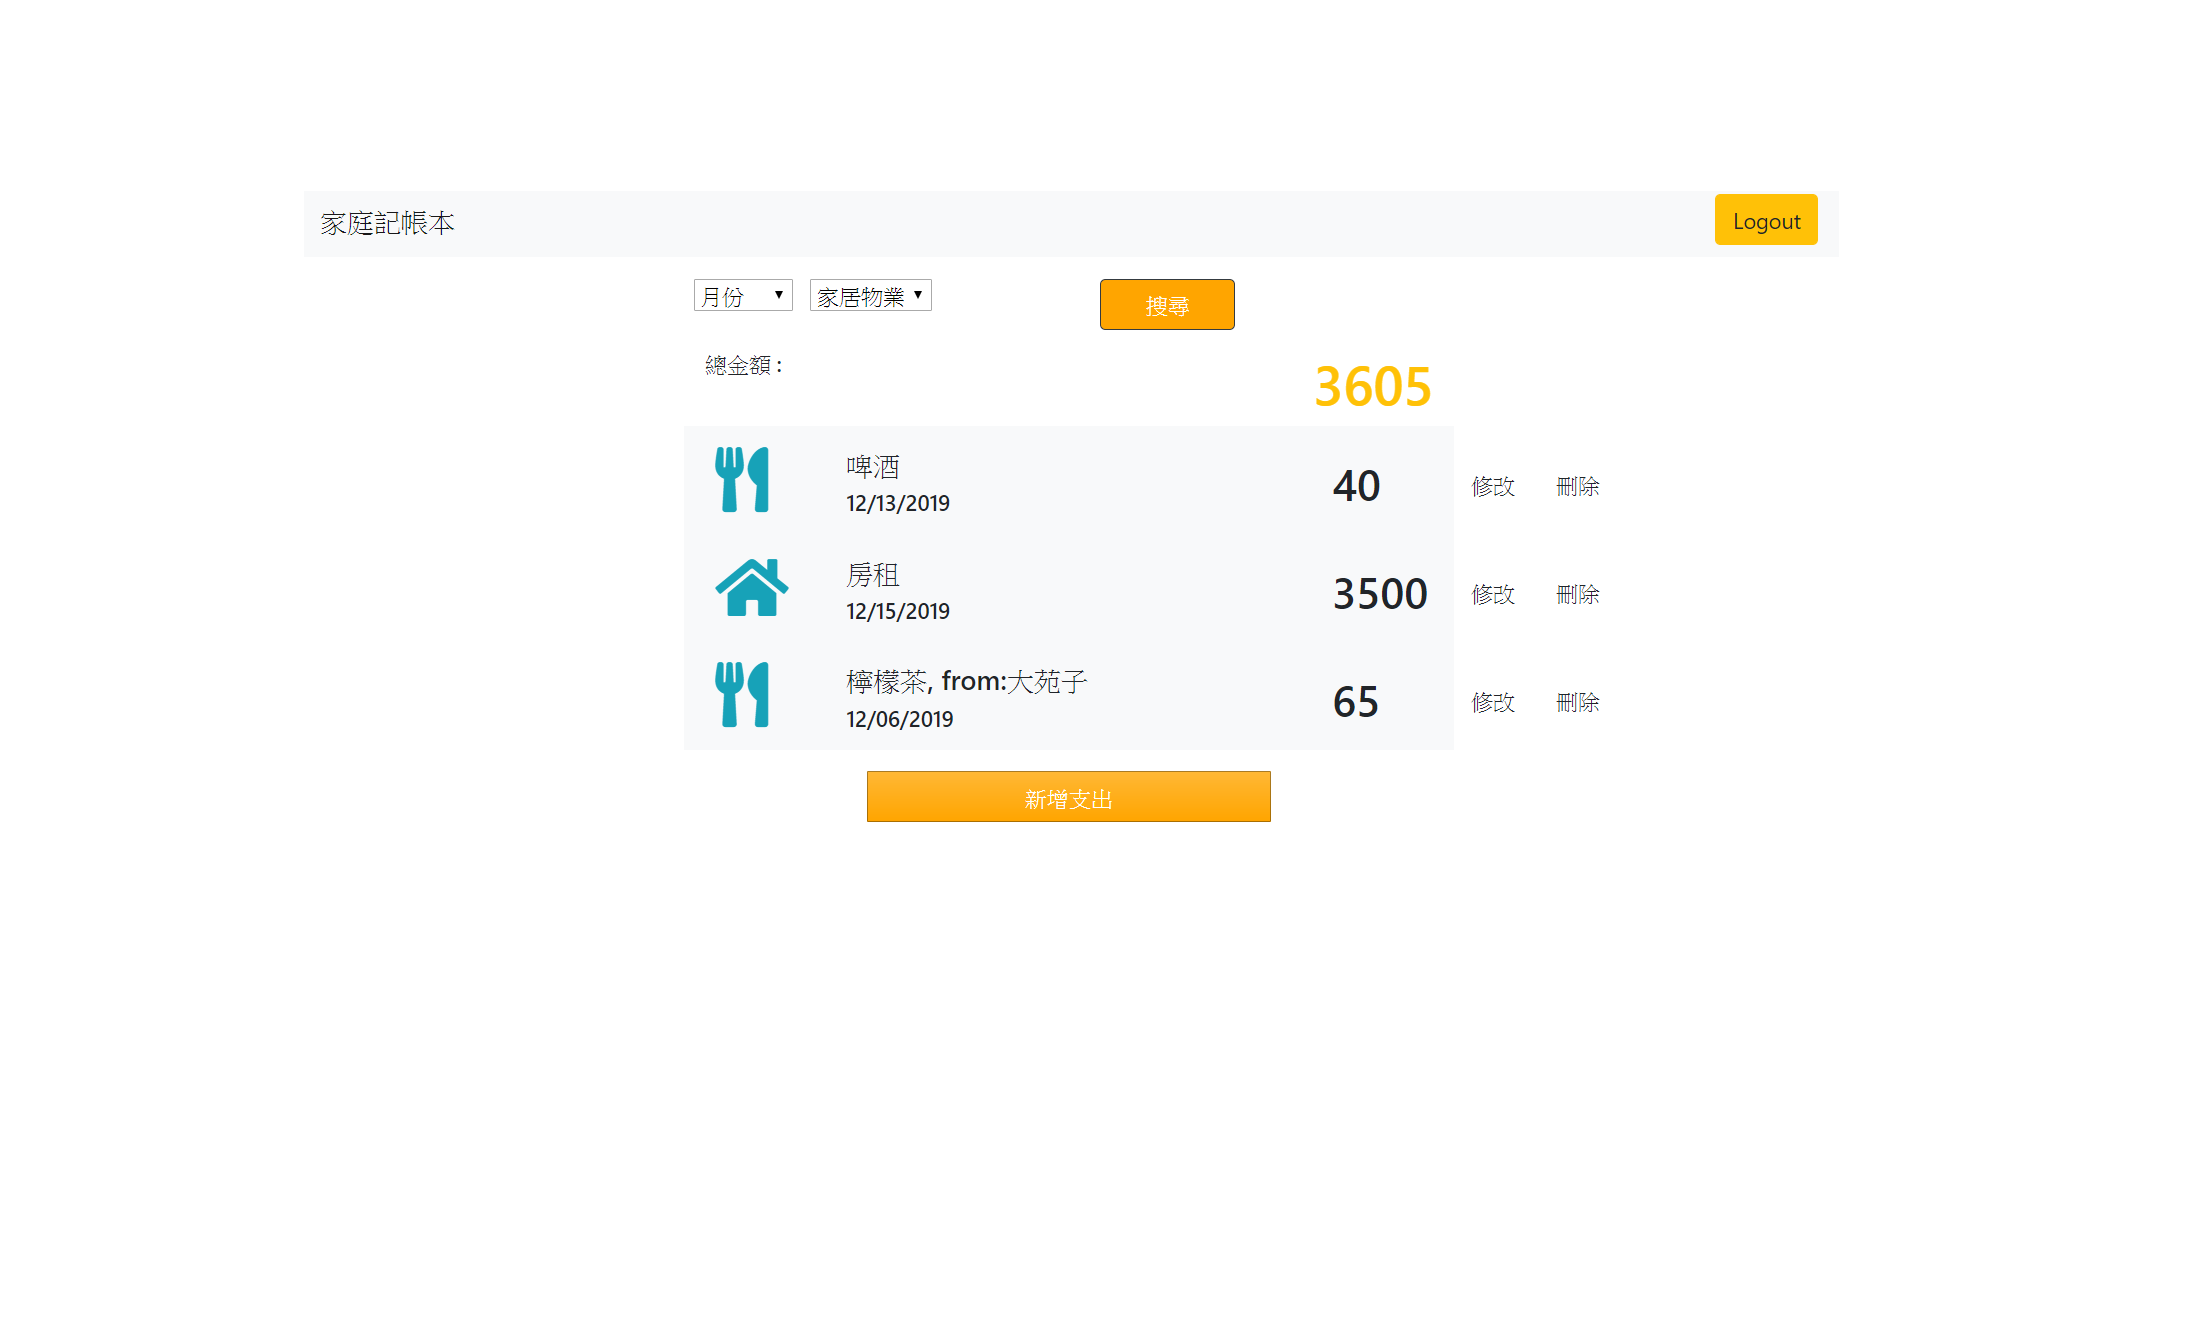 家庭記帳本
Logout
月份 家居物業 搜尋
總金額 :
3605
啤酒
12/13/2019
40 修改 刪除
房租
12/15/2019
3500 修改 刪除
檸檬茶, from:大苑子
12/06/2019
65 修改 刪除
新增支出